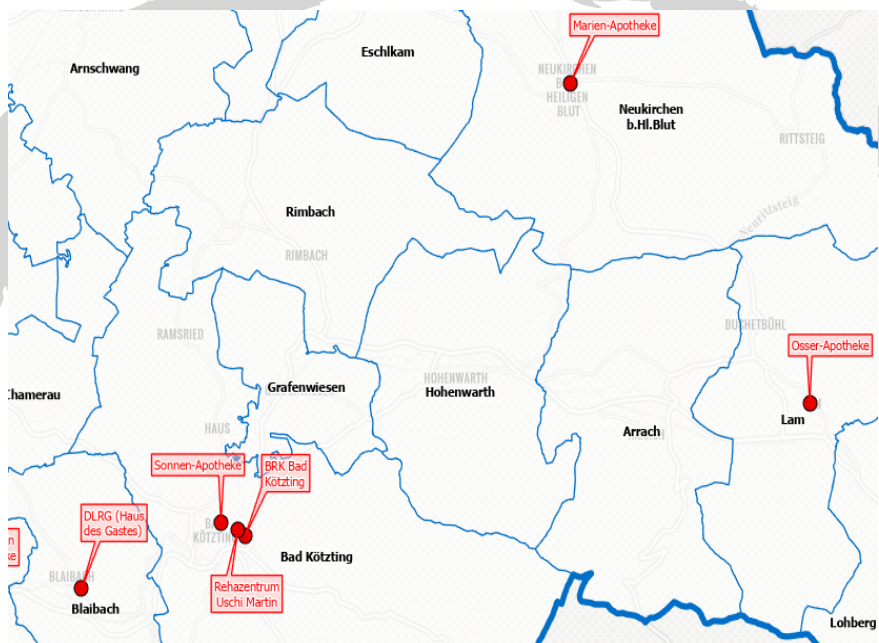 Marien-Apotheke
Eschlkam
Arnschwang
NEUKIRCHEN
B
HEILIGEN
BLUT
Neukirchen
b.Hl.Blut
RITTSTEIG
Neurittsteig
Rimbach
RIMBACH
BUCHETBÜHL
RAMSRIED
Osser-Apotheke
HOHENWARTH
Grafenwiesen
Hohenwarth
Chamerau
Lam
HAUS
Arrach
Sonnen-Apotheke
BRK Bad
Kötzting
DLRG (Haus
des Gastes)
BA
KÖTZTING
Bad Kötzting
BLAIBACH
Rehazentrum
Uschi Martin
Blaibach
Lohberg